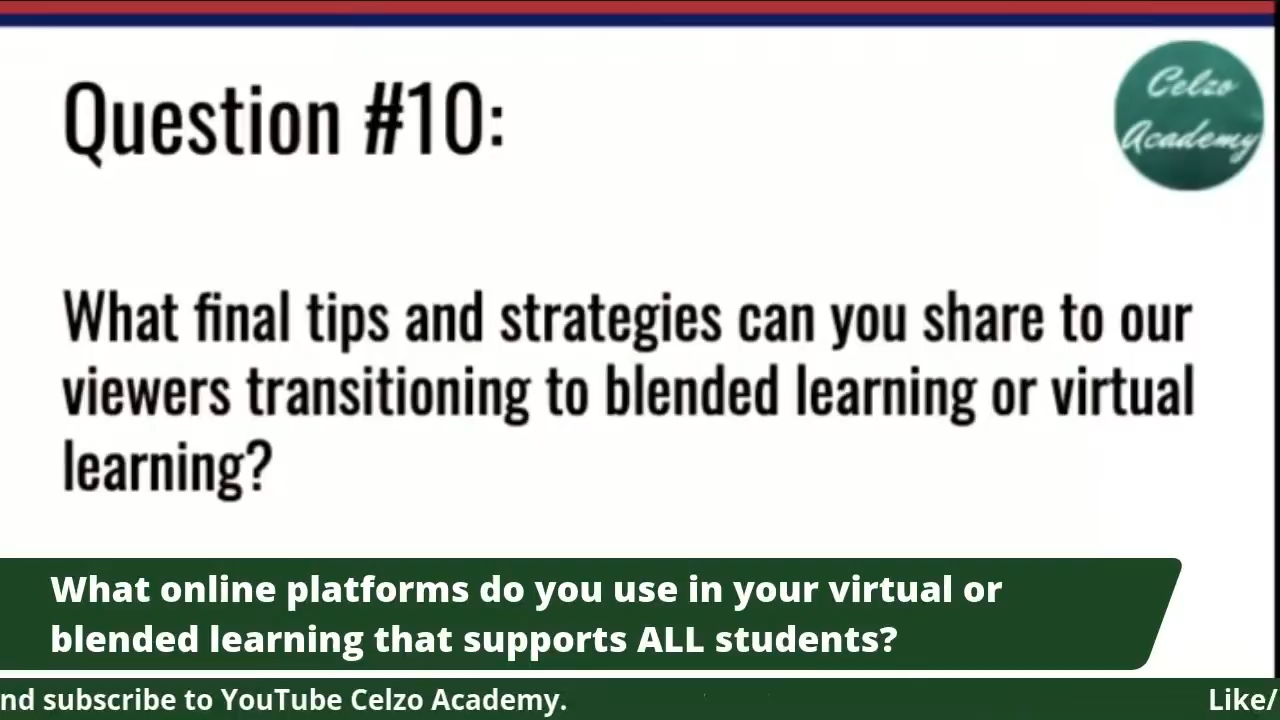 Question #10:
Celzo
Academy
What final tips and strategies can you share to our
viewers transitioning to blended learning or virtual
learning?
What online platforms do you use in your virtual or
blended learning that supports ALL students?
nd subscribe to YouTube Celzo Academy.
Like/